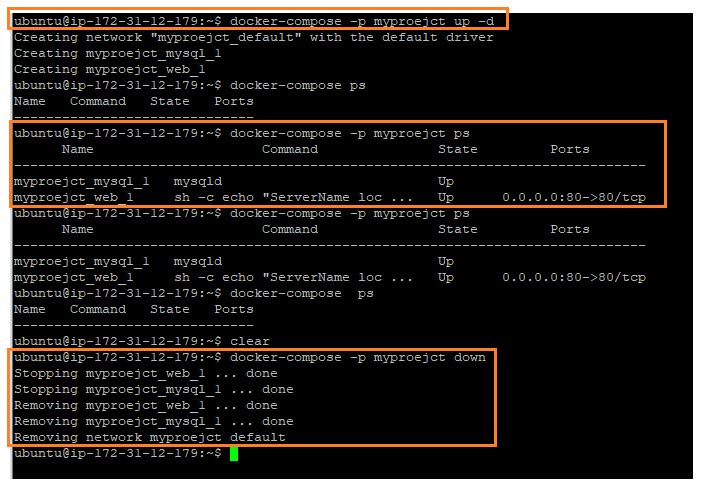 ubuntu@ip-172-31-12-179:~$ docker-compose -p myproejct up -d
Creating network "myproejct_default" with the default driver
Creating myproejct_mysql_1
Creating myproejct_web_1
ubuntu@ip-172-31-12-179:~$ docker-compose ps
Name   Command   State   Ports
------------------------------
ubuntu@ip-172-31-12-179:~$ docker-compose -p myproejct ps
      Name                     Command               State         Ports
-------------------------------------------------------------------------------
myproejct_mysql_1   mysqld                           Up
myproejct_web_1     sh -c echo "ServerName loc ...   Up      0.0.0.0:80->80/tcp
ubuntu@ip-172-31-12-179:~$ docker-compose -p myproejct ps
      Name                     Command               State         Ports
-------------------------------------------------------------------------------
myproejct_mysql_1   mysqld                           Up
myproejct_web_1     sh -c echo "ServerName loc ...   Up      0.0.0.0:80->80/tcp
ubuntu@ip-172-31-12-179:~$ docker-compose  ps
Name   Command   State   Ports
------------------------------
ubuntu@ip-172-31-12-179:~$ clear
ubuntu@ip-172-31-12-179:~$ docker-compose -p myproejct down
Stopping myproejct_web_1 ... done
Stopping myproejct_mysql_1 ... done
Removing myproejct_web_1 ... done
Removing myproejct_mysql_1 ... done
Removing network myproejct default
ubuntu@ip-172-31-12-179:~$